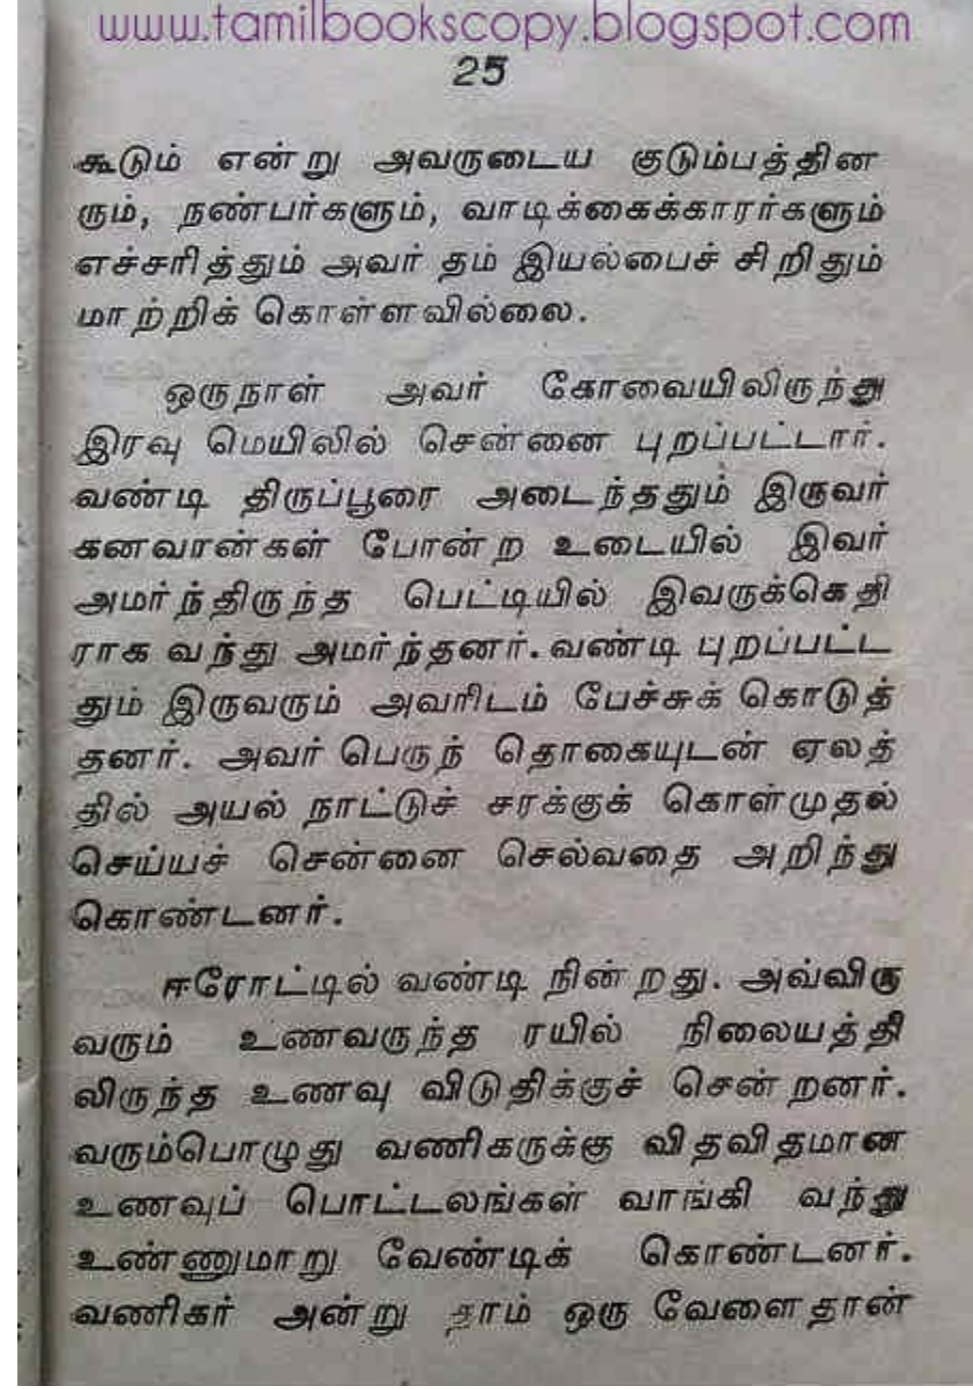 www.tamilbookscopy.blogspot.com
25
கூடும் என்று அவருடைய குடும்பத்தின
ரும், நண்பர்களும், வாடிக்கைக்காரர்களும்
எச்சரித்தும் அவர் தம் இயல்பைச் சிறிதும்
மாற்றிக் கொள்ளவில்லை.
ஒருநாள் அவர் கோவையிலிருந்து
இரவு மெயிலில் சென்னை புறப்பட்டார்.
வண்டி திருப்பூரை அடைந்ததும் இருவர்
கனவான்கள் போன்ற உடையில் இவர்
அமர்ந்திருந்த பெட்டியில் இவருக்கெதி
ராக வந்து அமர்ந்தனர். வண்டி புறப்பட்ட
தும் இருவரும் அவரிடம் பேச்சுக் கொடுத்
தனர். அவர் பெருந் தொகையுடன் ஏலத்
தில் அயல் நாட்டுச் சரக்குக் கொள்முதல்
செய்யச் சென்னை செல்வதை அறிந்து
கொண்டனர்.
ஈரோட்டில் வண்டி நின்றது. அவ்விரு
வரும் உணவருந்த ரயில் நிலையத்தி
லிருந்த உணவு விடுதிக்குச் சென்றனர்.
வரும்பொழுது வணிகருக்கு விதவிதமான
உணவுப் பொட்டலங்கள் வாங்கி வந்து
உண்ணுமாறு வேண்டிக் கொண்டனர்.
வணிகர் அன்று தாம் ஒரு வேளைதான்